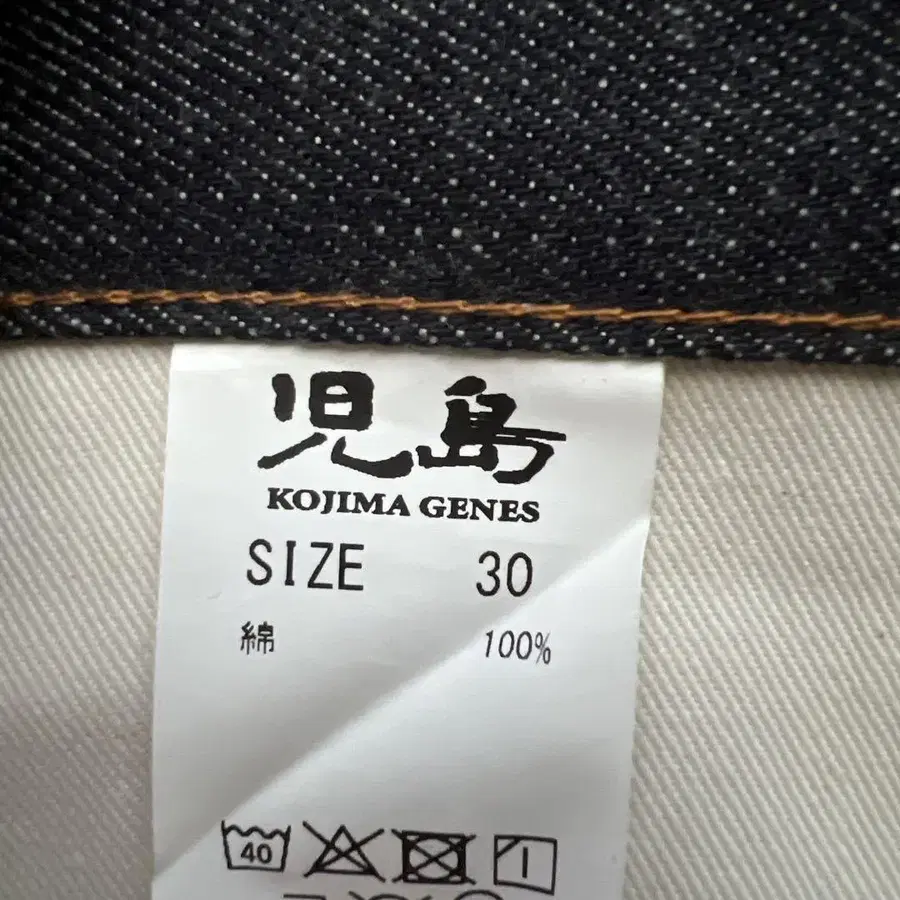 児島
KOJIMA GENES
SIZE 30
綿 100%
40